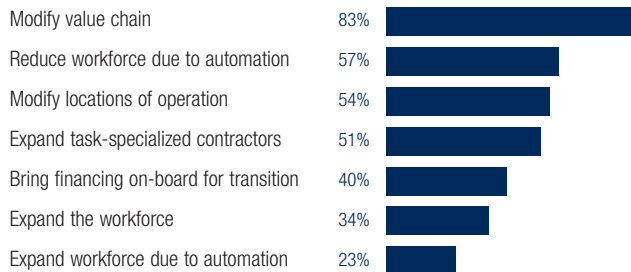 Modify value chain 83%
Reduce workforce due to automation 57%
Modify locations of operation 54%
Expand task-specialized contractors 51%
Bring financing on-board for transition 40%
Expand the workforce 34%
Expand workforce due to automation 23%